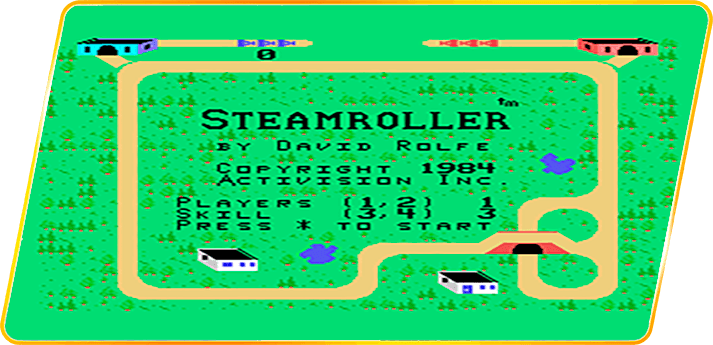 0
™
STEAMROLLER
BY DAVID ROLFE
COPYRIGHT 1984
ACTIVISION INC.
PLAYERS (1,2) 1
SKILL (3,4) 3
PRESS * TO START